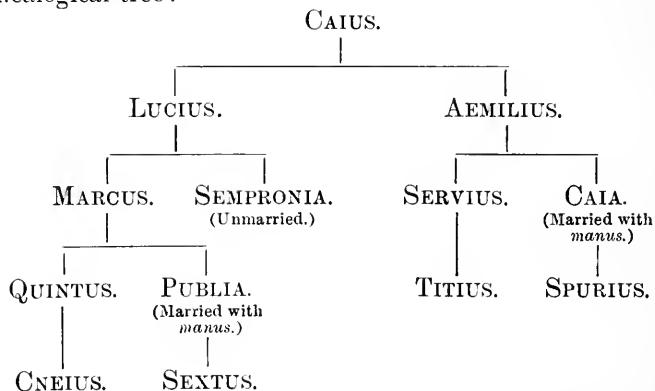 genealogical tree:
CAIUS.
LUCIUS. AEMILIUS.
MARCUS. SEMPRONIA. SERVIUS. CAIA.
(Unmarried.) (Married with
manus.)
QUINTUS. PUBLIA. TITIUS. SPURIUS.
(Married with
manus.)
CNEIUS. SEXTUS.